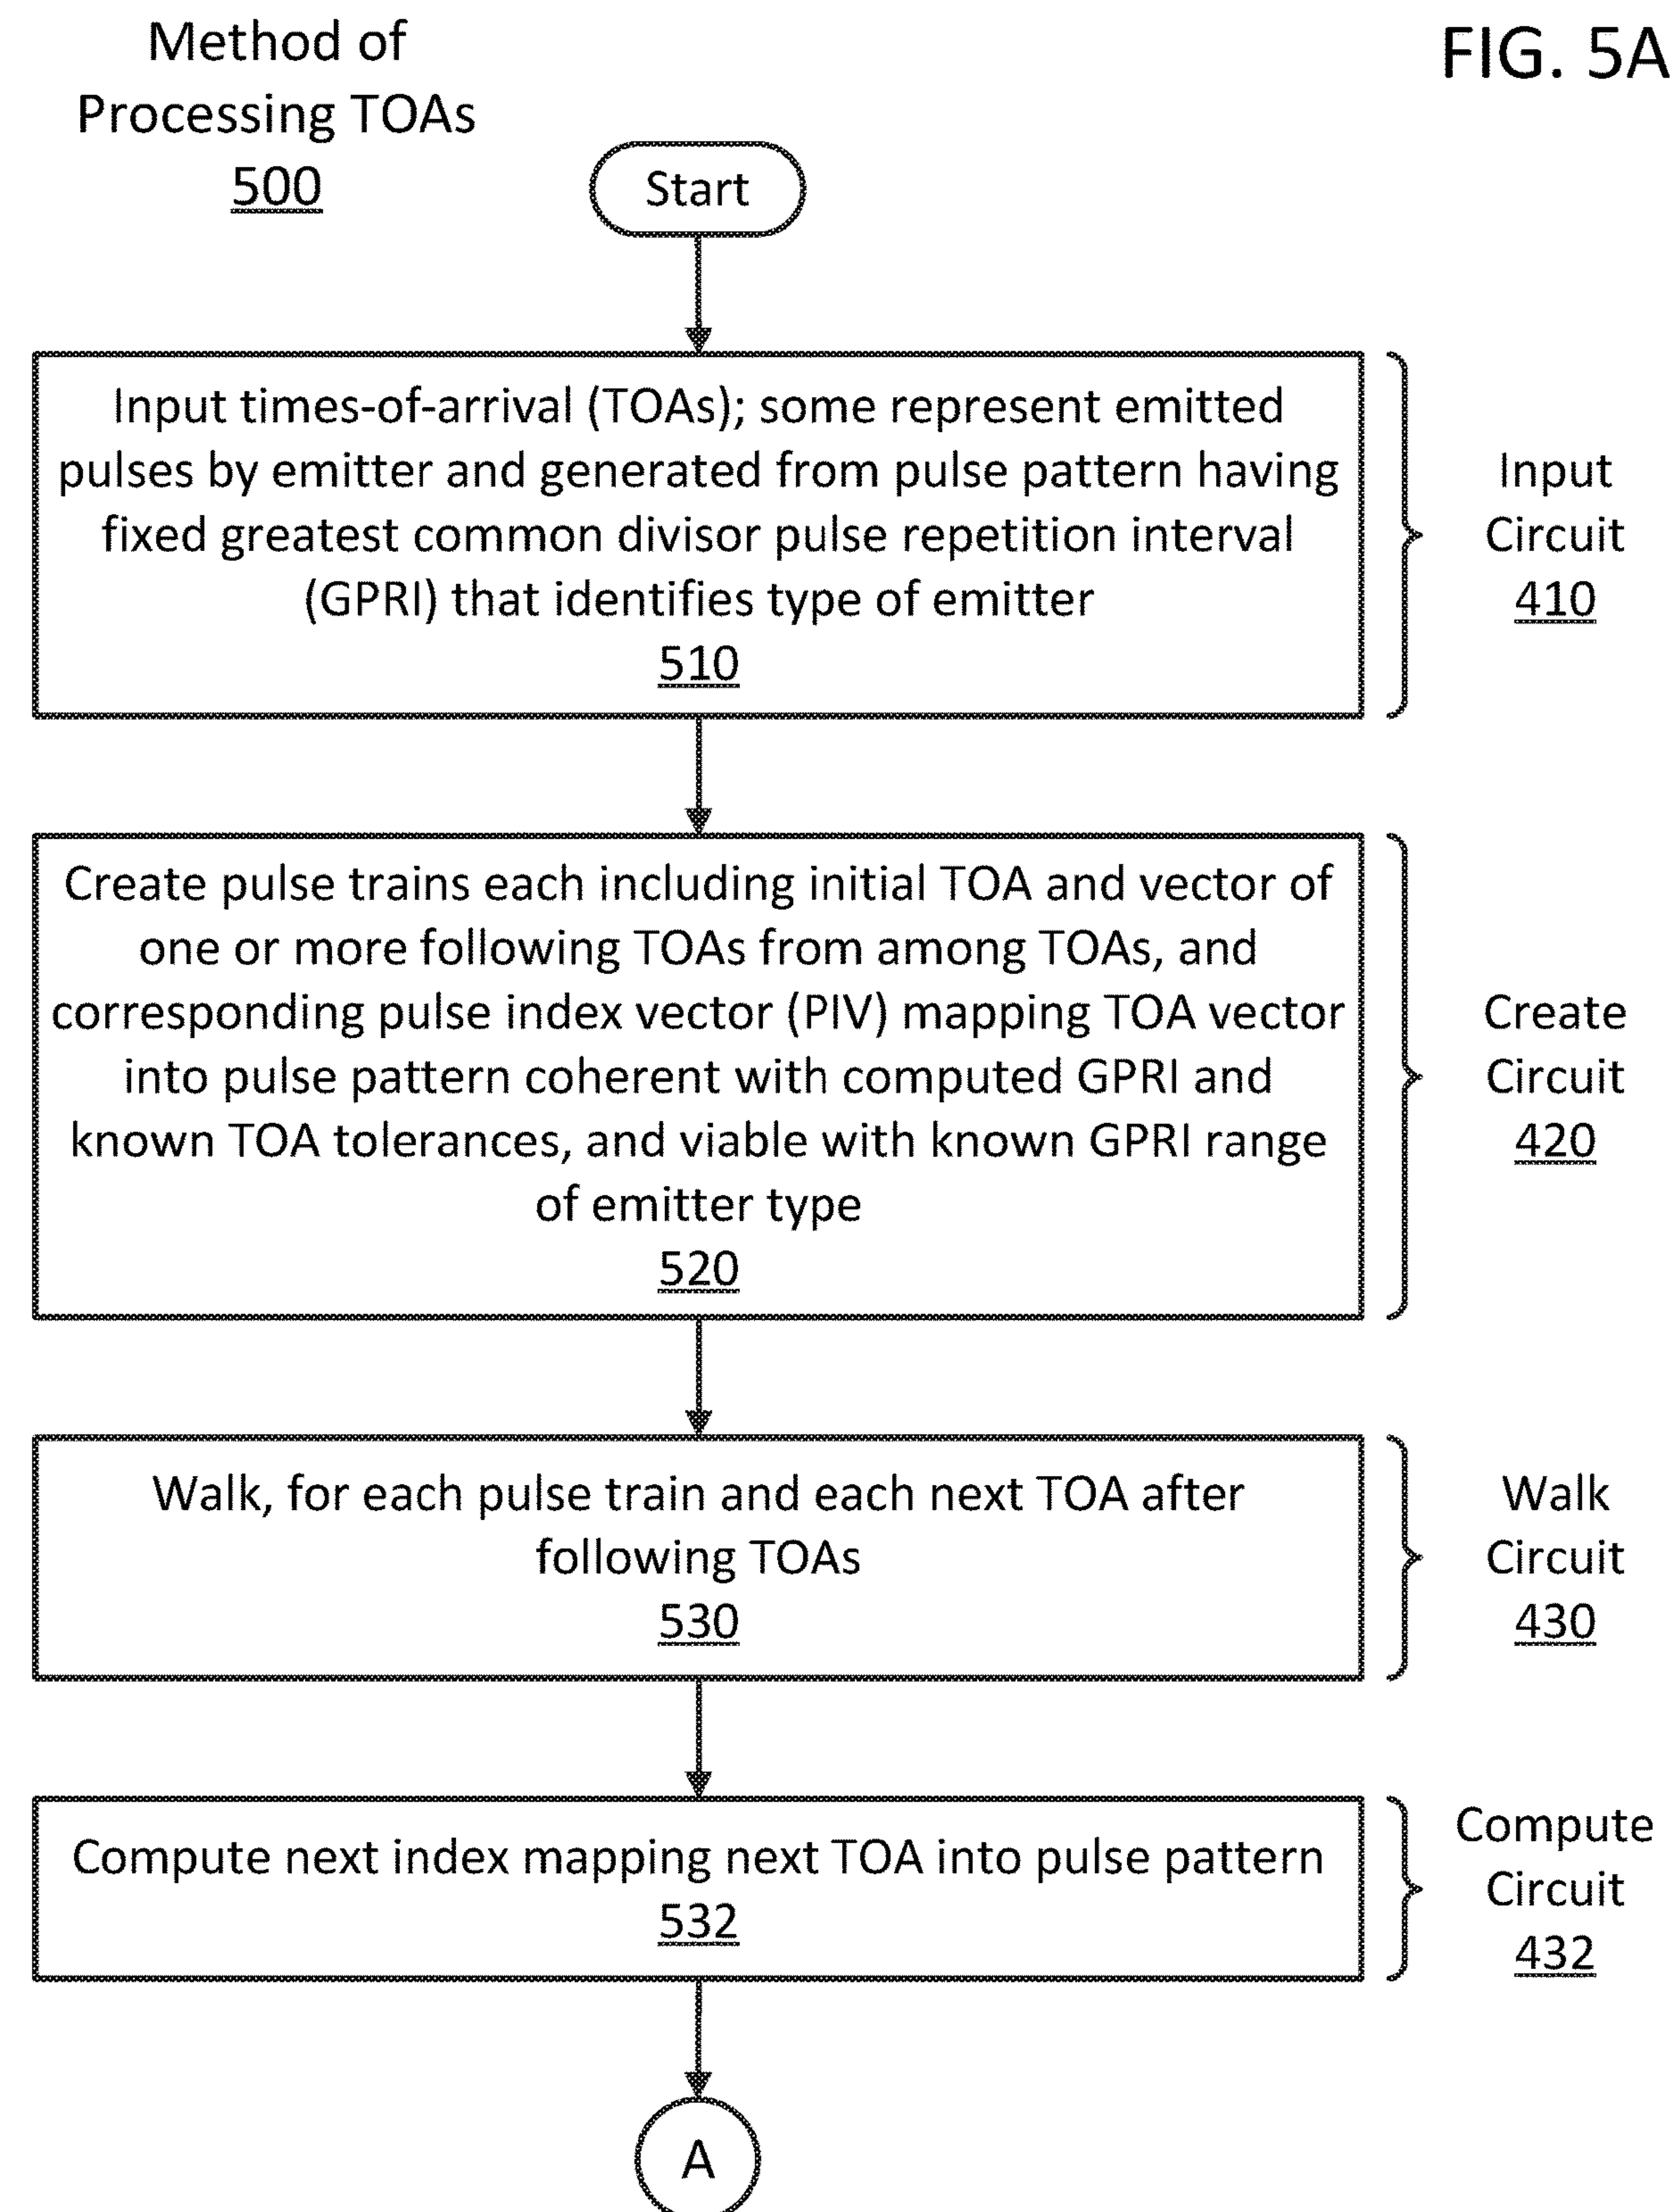 Method of
Processing TOAs
500
FIG. 5A
Start
Input times-of-arrival (TOAs); some represent emitted
pulses by emitter and generated from pulse pattern having
fixed greatest common divisor pulse repetition interval
(GPRI) that identifies type of emitter
510
Input
Circuit
410
Create pulse trains each including initial TOA and vector of
one or more following TOAs from among TOAs, and
corresponding pulse index vector (PIV) mapping TOA vector
into pulse pattern coherent with computed GPRI and
known TOA tolerances, and viable with known GPRI range
of emitter type
520
Create
Circuit
420
Walk, for each pulse train and each next TOA after
following TOAs
530
Walk
Circuit
430
Compute next index mapping next TOA into pulse pattern
532
Compute
Circuit
432
A